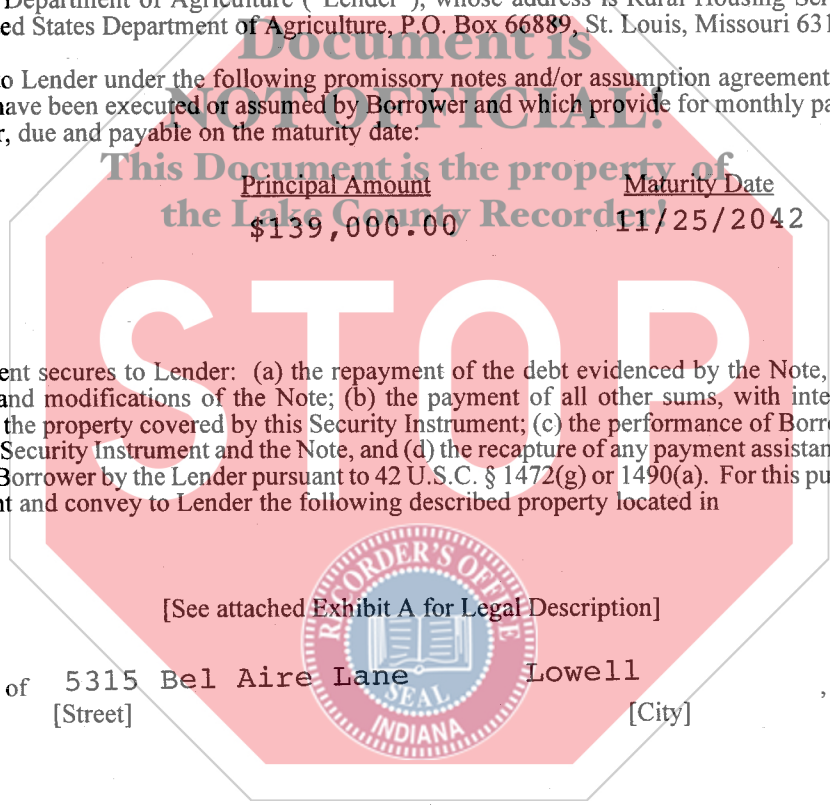 Department of Agriculture ("Lender"), whose address is Rural Housing
ed States Department of Agriculture, P.O. Box 66889, St. Louis, Missouri 631
Document is
to Lender under the following promissory notes and/or assumption agreement
have been executed or assumed by Borrower and which provide for monthly
NOT OFFICIAL!
, due and payable on the maturity date:
This Document is the property of
Principal Amount Maturity Date
the Lake County Recorder!
$139,000.00 11/25/2042
STOP
ent secures to Lender: (a) the repayment of the debt evidenced by the Note,
and modifications of the Note; (b) the payment of all other sums, with inte
the property covered by this Security Instrument; (c) the performance of Borr
Security Instrument and the Note, and (d) the recapture of any payment assistan
Borrower by the Lender pursuant to 42 U.S.C. § 1472(g) or 1490(a). For this pu
nt and convey to Lender the following described property located in
RECORDER'S OFFICE
[See attached Exhibit A for Legal Description]
of 5315 Bel Aire Lane Lowell ,
SEAL
[Street] [City]
INDIANA